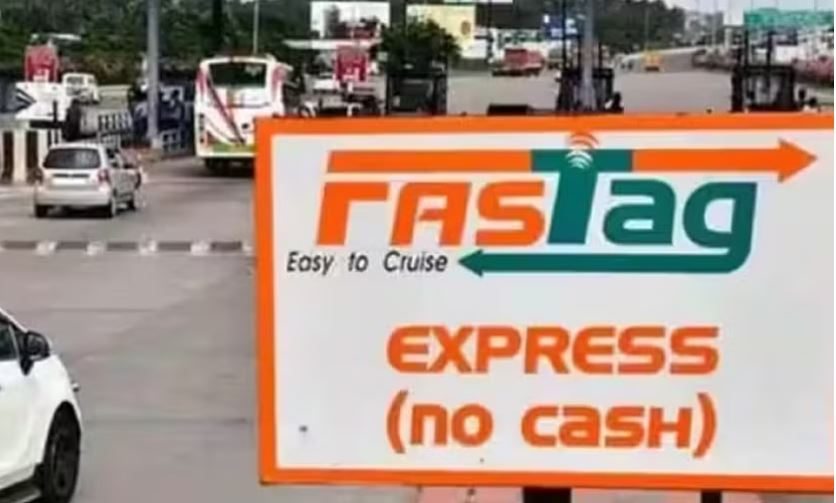 FASTag
Easy to Cruise
EXPRESS
(no cash)